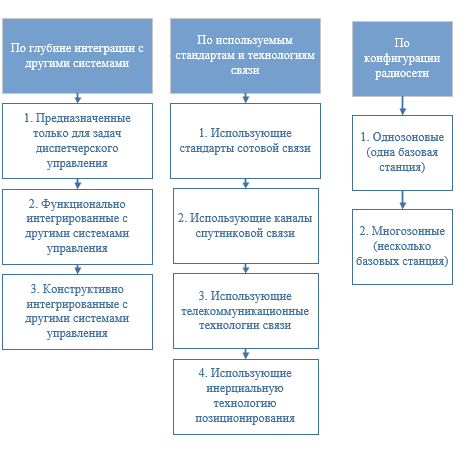 По глубине интеграции с
другими системами
1. Предназначенные
только для задач
диспетчерского
управления
2. Функционально
интегрированные с
другими системами
управления
3. Конструктивно
интегрированные с
другими системами
управления
По используемым
стандартам и технологиям
связи
1. Использующие
стандарты сотовой связи
2. Использующие каналы
спутниковой связи
3. Использующие
телекоммуникационные
технологии связи
4. Использующие
инерциальную
технологию
позиционирования
По
конфигурации
радиосети
1. Однозоновые
(одна базовая
станция)
2. Многозонные
(несколько
базовых станция)